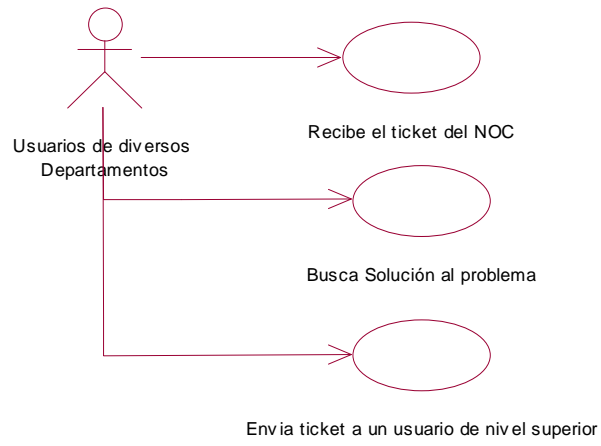 Recibe el ticket del NOC
Usuarios de diversos
Departamentos
Busca Solución al problema
Envia ticket a un usuario de nivel superior